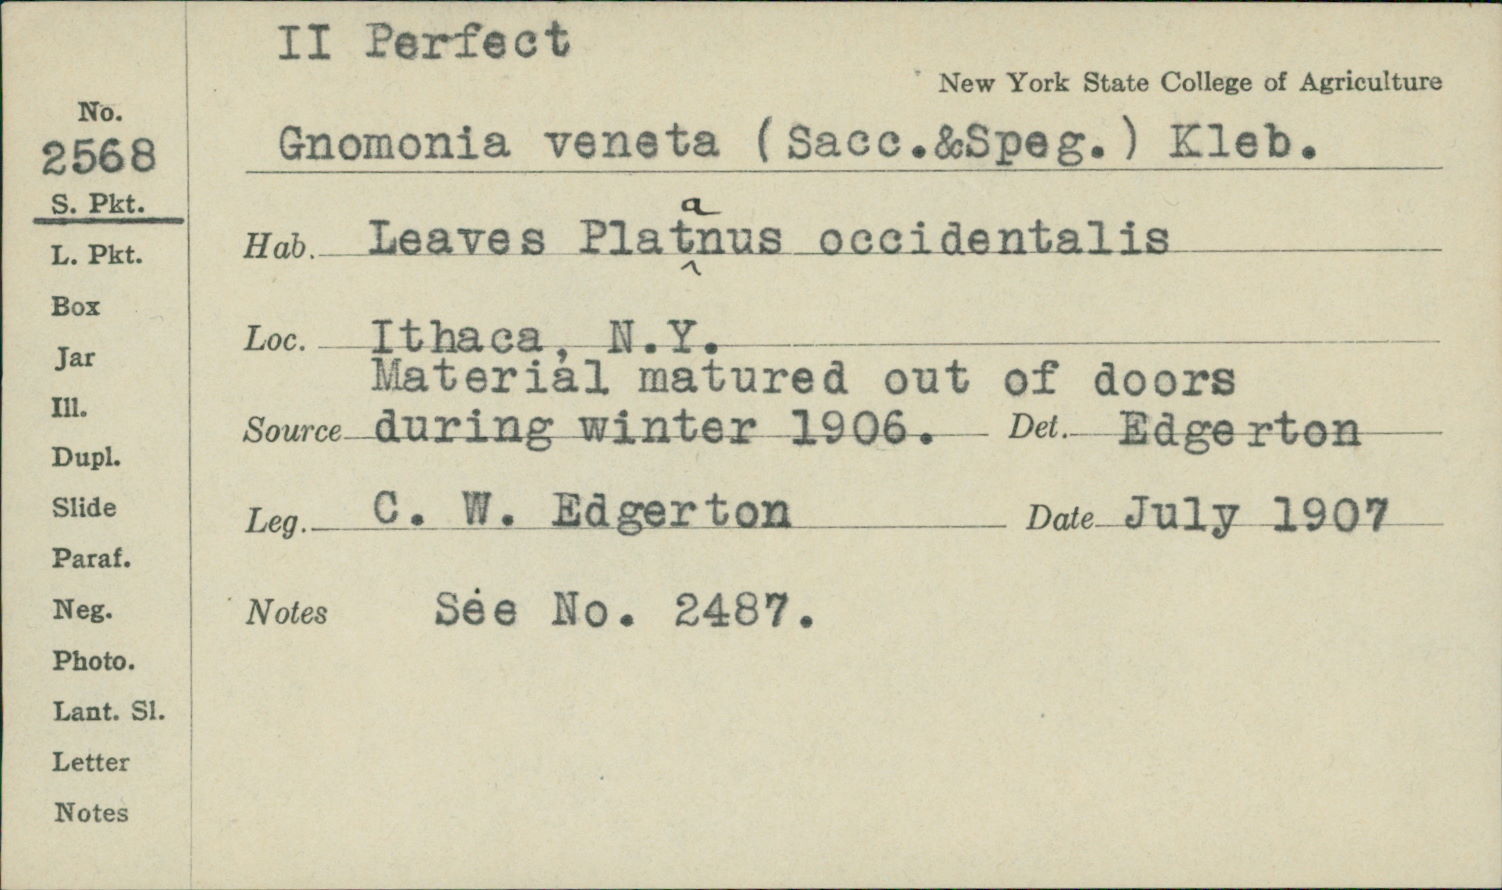 II Perfect
New York State College of Agriculture
No.
2568
Gnomonia veneta (Sacc.&Speg.) Kleb.
S. Pkt.
L. Pkt.
Box
Jar
Ill.
Dupl.
Slide
Paraf.
Neg.
Photo.
Lant. Sl.
Letter
Notes
Hab. Leaves Platanus occidentalis
Loc. Ithaca, N.Y.
Material matured out of doors
Source during winter 1906. Det. Edgerton
Leg. C. W. Edgerton Date July 1907
Notes See No. 2487.